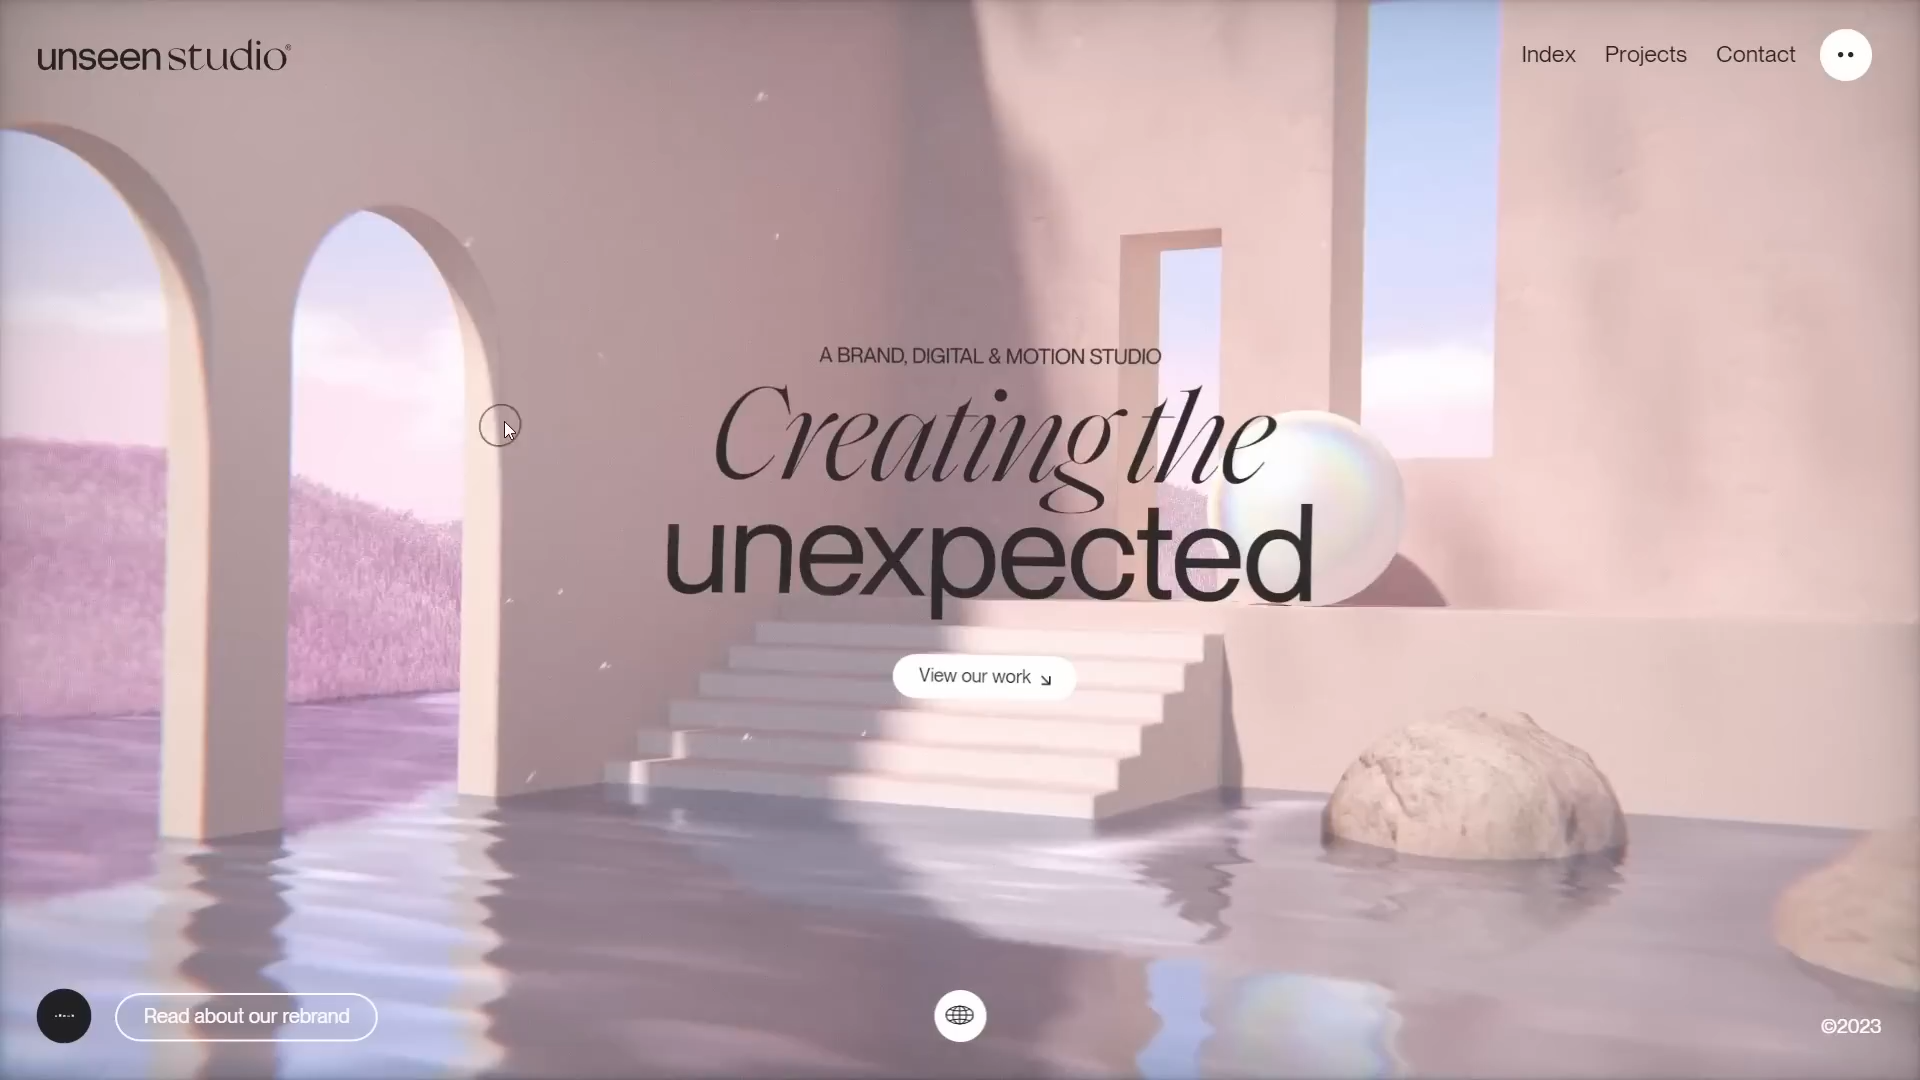 unseen studio®
Index
Projects
Contact
A BRAND, DIGITAL & MOTION STUDIO
Creating the
unexpected
View our work
Read about our rebrand
©2023